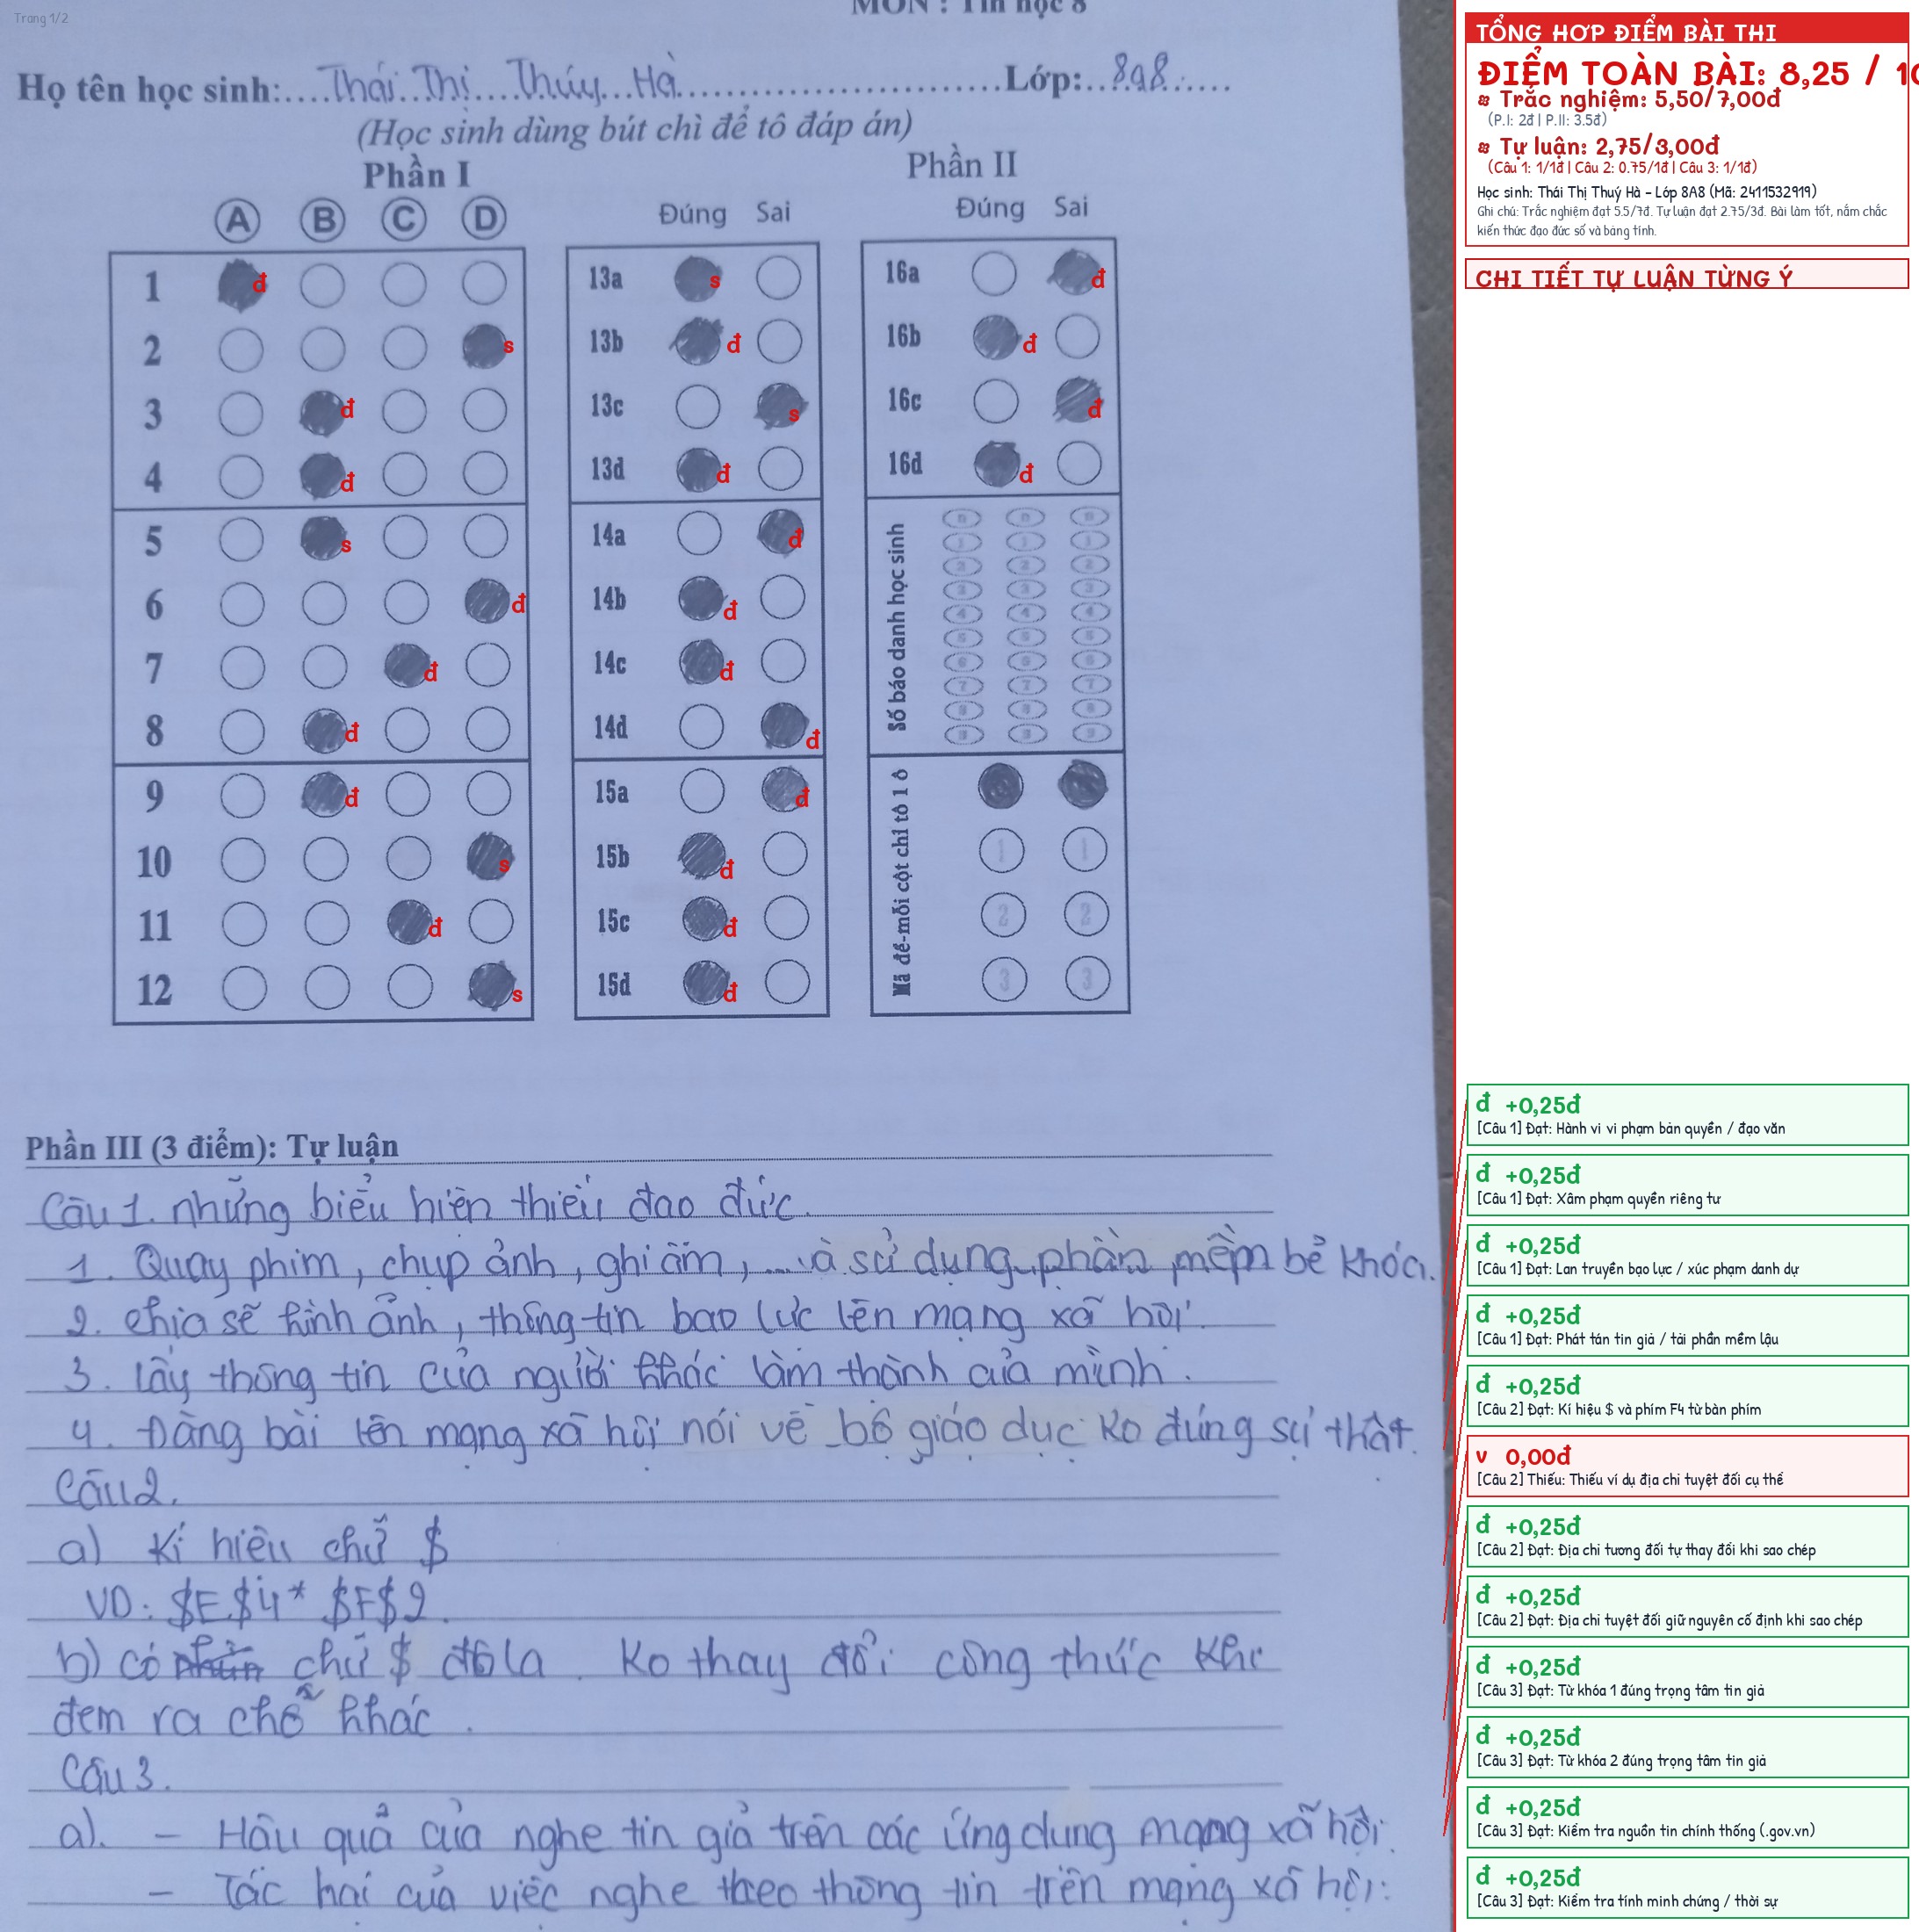 Trang 1/2
MÔN : Tin học 8
Họ tên học sinh:....Thái...Thị....Thúy...Hà..........................Lớp:...8a8......
(Học sinh dùng bút chì để tô đáp án)
Phần I
Phần II
A B C D
Đúng Sai
Đúng Sai
1 đ
2 s
3 đ
4 đ
5 s
6 đ
7 đ
8 đ
9 đ
10 s
11 đ
12 s
13a s
13b đ
13c s
13d đ
14a đ
14b đ
14c đ
14d đ
15a đ
15b đ
15c đ
15d đ
16a đ
16b đ
16c đ
16d đ
Số báo danh học sinh
Mã đề-mỗi cột chỉ tô 1 ô
1 1
2 2
3 3
Phần III (3 điểm): Tự luận
Câu 1. những biểu hiện thiếu đạo đức.
1. Quay phim, chụp ảnh, ghi âm, ... và sử dụng phần mềm bẻ khóa.
2. chia sẽ hình ảnh, thông tin bạo lực lên mạng xã hội.
3. lấy thông tin của người khác làm thành của mình.
4. Đăng bài lên mạng xã hội nói về bộ giáo dục ko đúng sự thật.
Câu 2.
a) Kí hiệu chữ $
VD: $E$4* $F$2.
b) Có chữ $ đô la. Ko thay đổi công thức khi
đem ra chỗ khác.
Câu 3.
a). - Hậu quả của nghe tin giả trên các ứng dụng mạng xã hội.
- Tác hại của việc nghe theo thông tin trên mạng xã hội.
TỔNG HỢP ĐIỂM BÀI THI
ĐIỂM TOÀN BÀI: 8,25 / 10
Trắc nghiệm: 5,50/7,00đ
(P.I: 2đ | P.II: 3.5đ)
Tự luận: 2,75/3,00đ
(Câu 1: 1/1đ | Câu 2: 0.75/1đ | Câu 3: 1/1đ)
Học sinh: Thái Thị Thuý Hà - Lớp 8A8 (Mã: 2411532919)
Ghi chú: Trắc nghiệm đạt 5.5/7đ. Tự luận đạt 2.75/3đ. Bài làm tốt, nắm chắc
kiến thức đạo đức số và bảng tính.
CHI TIẾT TỰ LUẬN TỪNG Ý
đ +0,25đ
[Câu 1] Đạt: Hành vi vi phạm bản quyền / đạo văn
đ +0,25đ
[Câu 1] Đạt: Xâm phạm quyền riêng tư
đ +0,25đ
[Câu 1] Đạt: Lan truyền bạo lực / xúc phạm danh dự
đ +0,25đ
[Câu 1] Đạt: Phát tán tin giả / tải phần mềm lậu
đ +0,25đ
[Câu 2] Đạt: Kí hiệu $ và phím F4 từ bàn phím
v 0,00đ
[Câu 2] Thiếu: Thiếu ví dụ địa chỉ tuyệt đối cụ thể
đ +0,25đ
[Câu 2] Đạt: Địa chỉ tương đối tự thay đổi khi sao chép
đ +0,25đ
[Câu 2] Đạt: Địa chỉ tuyệt đối giữ nguyên cố định khi sao chép
đ +0,25đ
[Câu 3] Đạt: Từ khóa 1 đúng trọng tâm tin giả
đ +0,25đ
[Câu 3] Đạt: Từ khóa 2 đúng trọng tâm tin giả
đ +0,25đ
[Câu 3] Đạt: Kiểm tra nguồn tin chính thống (.gov.vn)
đ +0,25đ
[Câu 3] Đạt: Kiểm tra tính minh chứng / thời sự